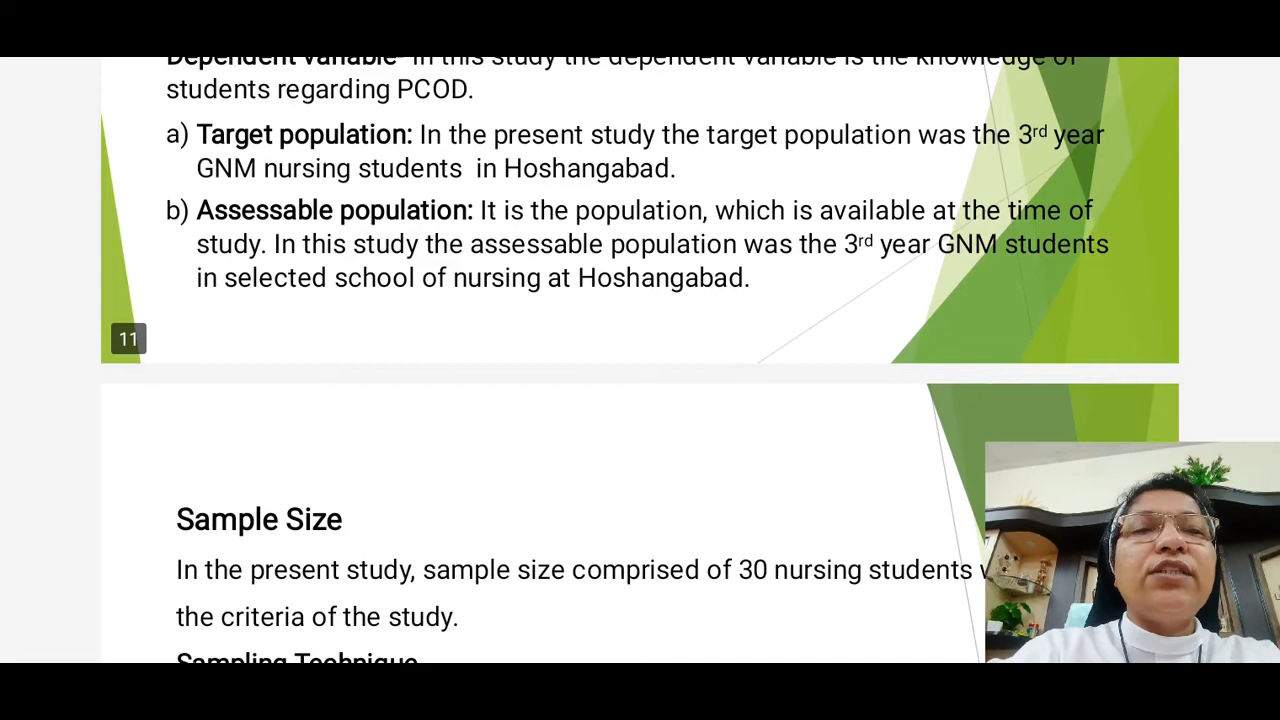 Dependent variable- In this study the dependent variable is the knowledge of
students regarding PCOD.
a) Target population: In the present study the target population was the 3rd year
GNM nursing students in Hoshangabad.
b) Assessable population: It is the population, which is available at the time of
study. In this study the assessable population was the 3rd year GNM students
in selected school of nursing at Hoshangabad.
11
Sample Size
In the present study, sample size comprised of 30 nursing students
the criteria of the study.
Sampling Technique